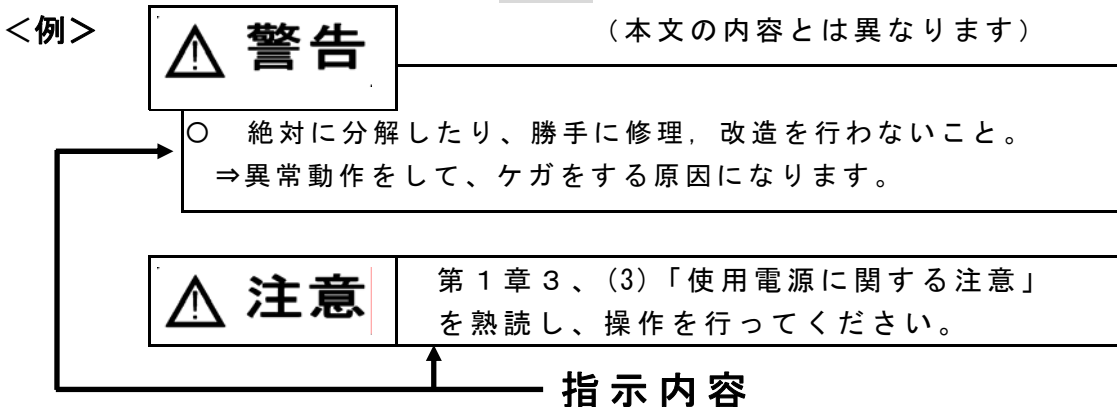 ＜例＞
⚠ 警告
（本文の内容とは異なります）
○　絶対に分解したり、勝手に修理，改造を行わないこと。
⇒異常動作をして、ケガをする原因になります。
⚠ 注意
第１章３、(3)「使用電源に関する注意」
を熟読し、操作を行ってください。
指示内容